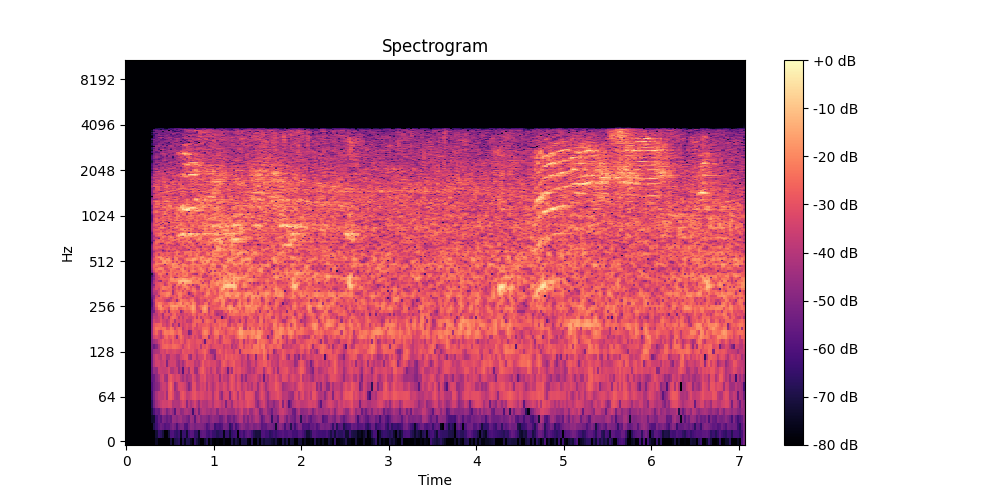 Spectrogram
8192
4096
2048
1024
512
256
128
64
0
Hz
0 1 2 3 4 5 6 7
Time
+0 dB
-10 dB
-20 dB
-30 dB
-40 dB
-50 dB
-60 dB
-70 dB
-80 dB